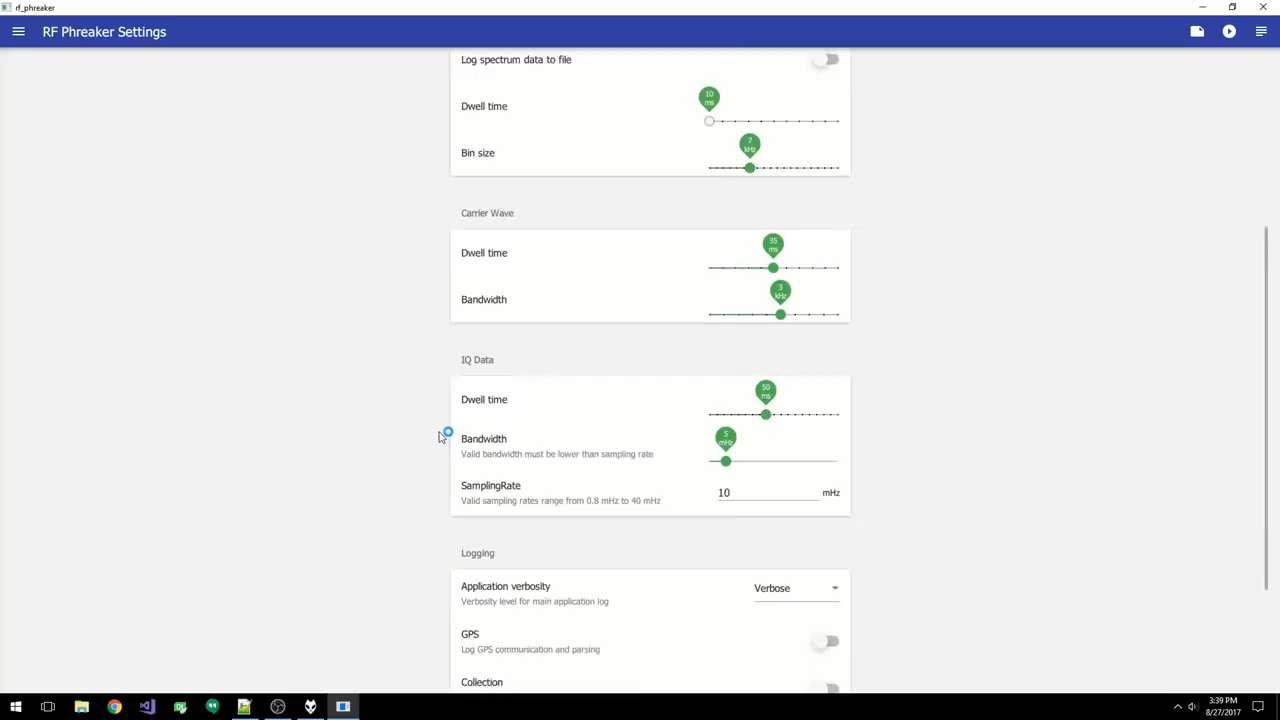 rf_phreaker
RF Phreaker Settings
Log spectrum data to file
Dwell time
10
ms
Bin size
7
kHz
Carrier Wave
Dwell time
35
ms
Bandwidth
3
kHz
IQ Data
Dwell time
50
ms
Bandwidth
Valid bandwidth must be lower than sampling rate
5
mHz
SamplingRate
Valid sampling rates range from 0.8 mHz to 40 mHz
10 mHz
Logging
Application verbosity
Verbosity level for main application log
Verbose
GPS
Log GPS communication and parsing
Collection
3:39 PM
8/27/2017